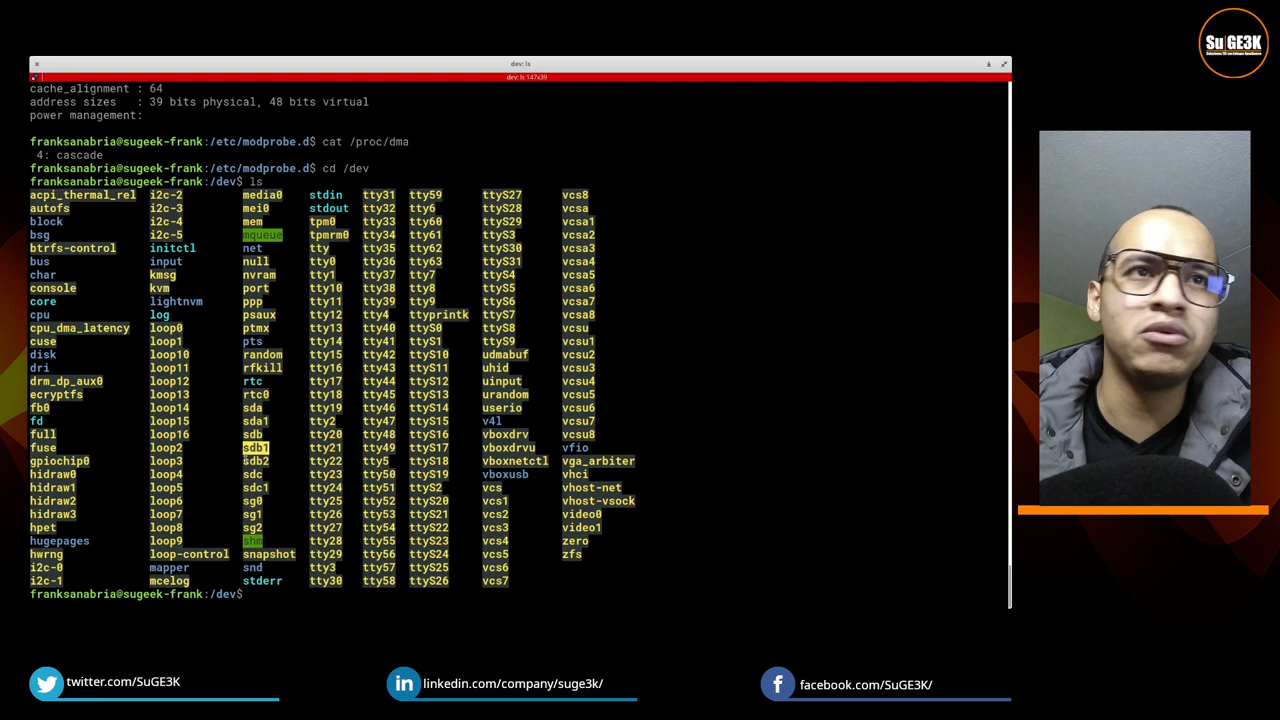 SuGE3K
dev: ls
dev: ls 147x39
cache_alignment : 64
address sizes : 39 bits physical, 48 bits virtual
power management:
franksanabria@sugeek-frank:/etc/modprobe.d$ cat /proc/dma
4: cascade
franksanabria@sugeek-frank:/etc/modprobe.d$ cd /dev
franksanabria@sugeek-frank:/dev$ ls
acpi_thermal_rel i2c-2 media0 stdin tty31 tty59 ttyS27 vcs8
autofs i2c-3 mei0 stdout tty32 tty6 ttyS28 vcsa
block i2c-4 mem tpm0 tty33 tty60 ttyS29 vcsa1
bsg i2c-5 mqueue tpmrm0 tty34 tty61 ttyS3 vcsa2
btrfs-control initctl net tty tty35 tty62 ttyS30 vcsa3
bus input null tty0 tty36 tty63 ttyS31 vcsa4
char kmsg nvram tty1 tty37 tty7 ttyS4 vcsa5
console kvm port tty10 tty38 tty8 ttyS5 vcsa6
core lightnvm ppp tty11 tty39 tty9 ttyS6 vcsa7
cpu log psaux tty12 tty4 ttyprintk ttyS7 vcsa8
cpu_dma_latency loop0 ptmx tty13 tty40 ttyS0 ttyS8 vcsu
cuse loop1 pts tty14 tty41 ttyS1 ttyS9 vcsu1
disk loop10 random tty15 tty42 ttyS10 udmabuf vcsu2
dri loop11 rfkill tty16 tty43 ttyS11 uhid vcsu3
drm_dp_aux0 loop12 rtc tty17 tty44 ttyS12 uinput vcsu4
ecryptfs loop13 rtc0 tty18 tty45 ttyS13 urandom vcsu5
fb0 loop14 sda tty19 tty46 ttyS14 userio vcsu6
fd loop15 sda1 tty2 tty47 ttyS15 v4l vcsu7
full loop16 sdb tty20 tty48 ttyS16 vboxdrv vcsu8
fuse loop2 sdb1 tty21 tty49 ttyS17 vboxdrvu vfio
gpiochip0 loop3 sdb2 tty22 tty5 ttyS18 vboxnetctl vga_arbiter
hidraw0 loop4 sdc tty23 tty50 ttyS19 vboxusb vhci
hidraw1 loop5 sdc1 tty24 tty51 ttyS2 vcs vhost-net
hidraw2 loop6 sg0 tty25 tty52 ttyS20 vcs1 vhost-vsock
hidraw3 loop7 sg1 tty26 tty53 ttyS21 vcs2 video0
hpet loop8 sg2 tty27 tty54 ttyS22 vcs3 video1
hugepages loop9 shm tty28 tty55 ttyS23 vcs4 zero
hwrng loop-control snapshot tty29 tty56 ttyS24 vcs5 zfs
i2c-0 mapper snd tty3 tty57 ttyS25 vcs6
i2c-1 mcelog stderr tty30 tty58 ttyS26 vcs7
franksanabria@sugeek-frank:/dev$
twitter.com/SuGE3K
linkedin.com/company/suge3k/
facebook.com/SuGE3K/